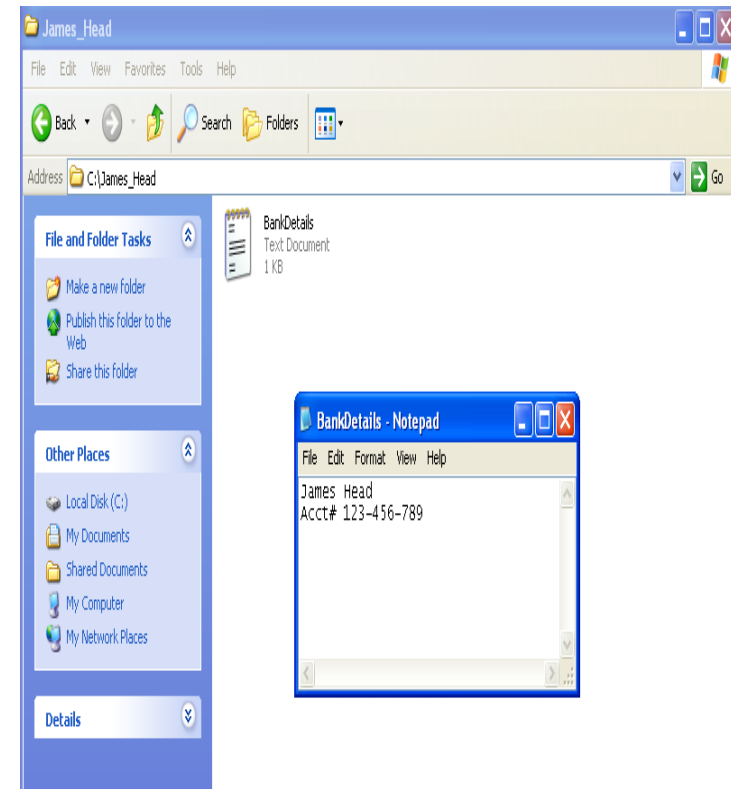 James_Head
File Edit View Favorites Tools Help
Back Search Folders
Address C:\James_Head Go
File and Folder Tasks
Make a new folder
Publish this folder to the
Web
Share this folder
Other Places
Local Disk (C:)
My Documents
Shared Documents
My Computer
My Network Places
Details
BankDetails
Text Document
1 KB
BankDetails - Notepad
File Edit Format View Help
James Head
Acct# 123-456-789